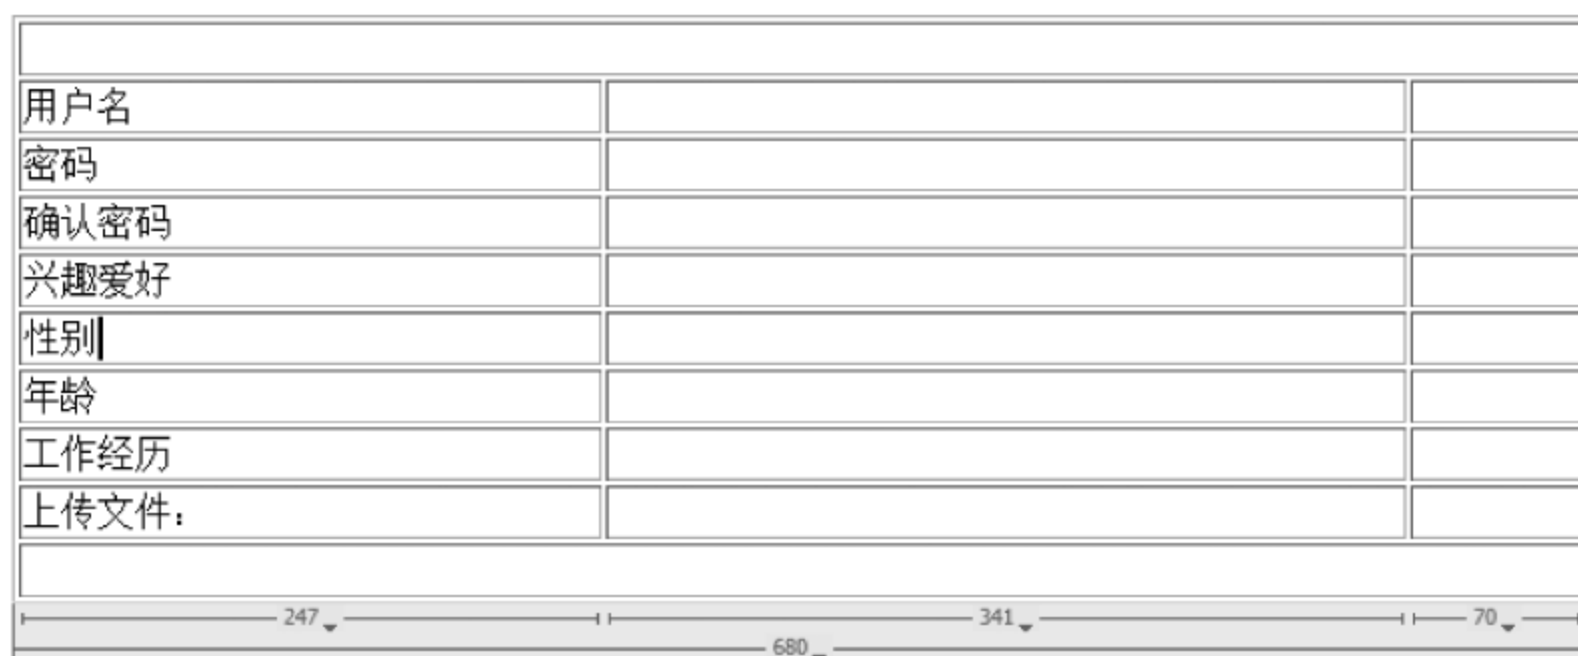 用户名
密码
确认密码
兴趣爱好
性别
年龄
工作经历
上传文件：
247 341 70
680